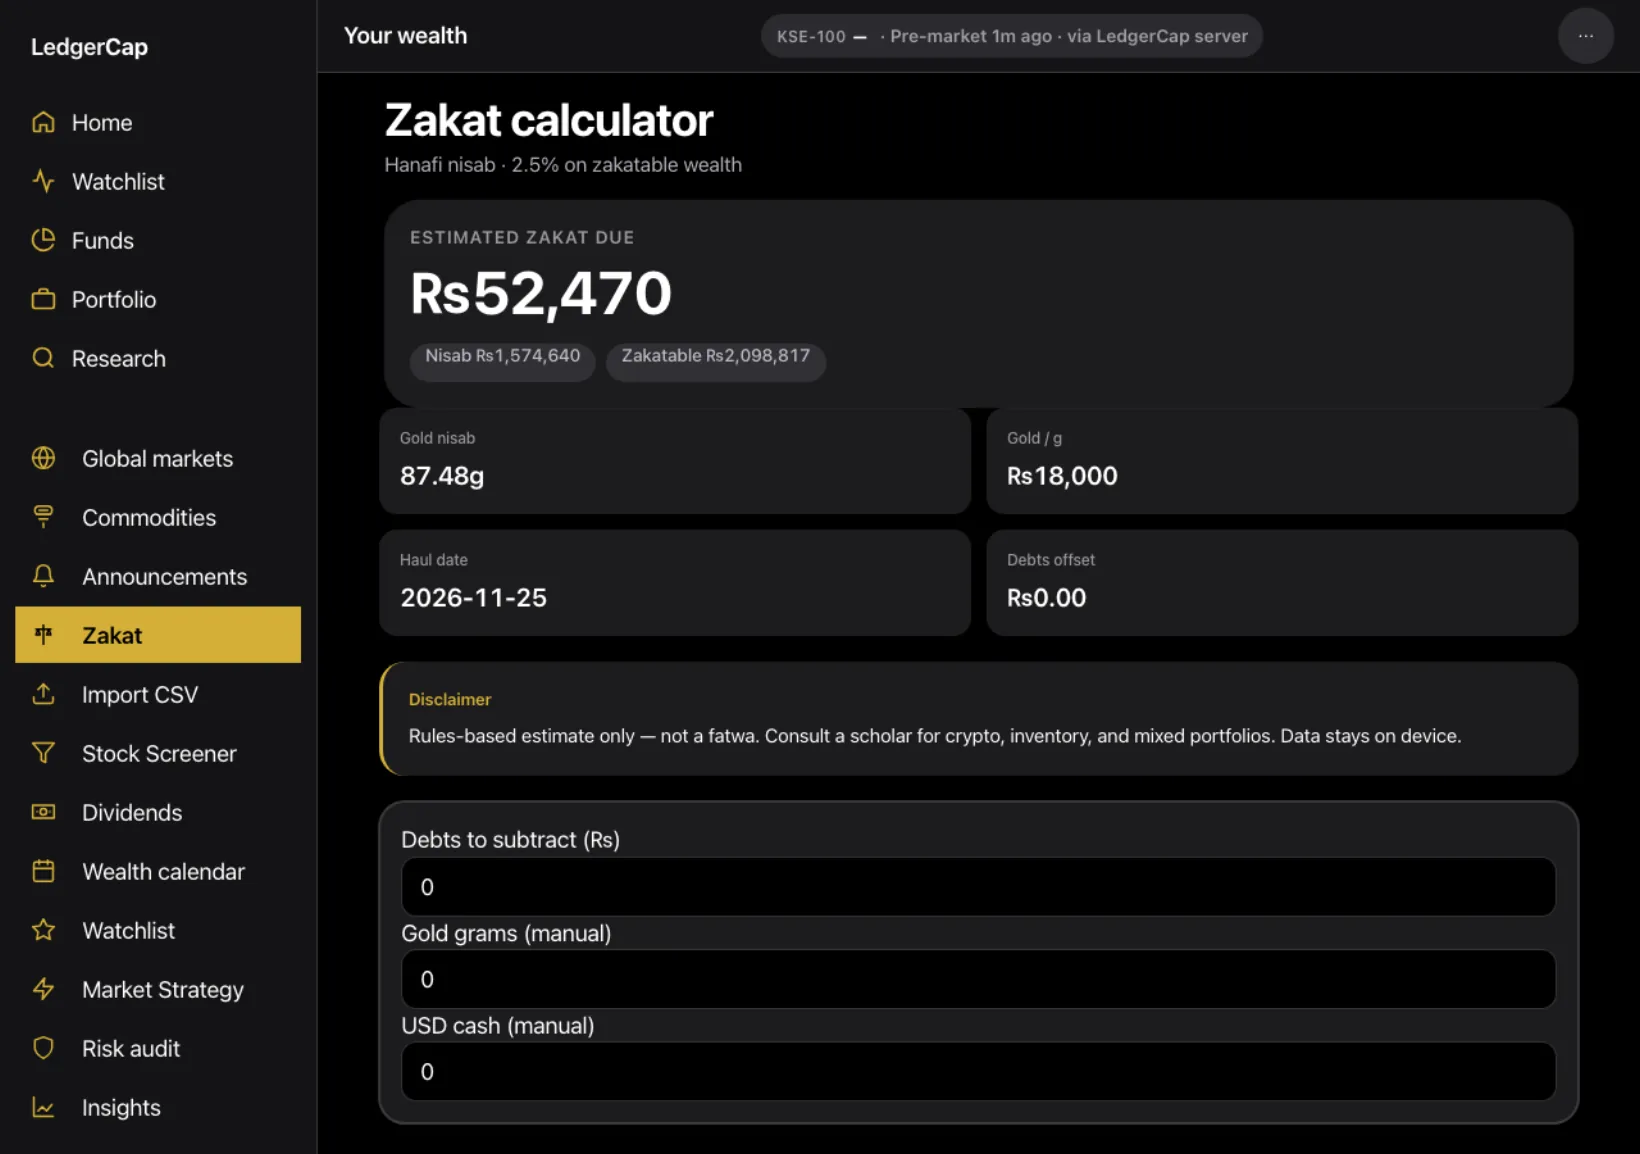 LedgerCap
Home
Watchlist
Funds
Portfolio
Research
Global markets
Commodities
Announcements
Zakat
Import CSV
Stock Screener
Dividends
Wealth calendar
Watchlist
Market Strategy
Risk audit
Insights
Your wealth
KSE-100 — · Pre-market 1m ago · via LedgerCap server
...
Zakat calculator
Hanafi nisab · 2.5% on zakatable wealth
ESTIMATED ZAKAT DUE
Rs52,470
Nisab Rs1,574,640
Zakatable Rs2,098,817
Gold nisab
87.48g
Gold / g
Rs18,000
Haul date
2026-11-25
Debts offset
Rs0.00
Disclaimer
Rules-based estimate only — not a fatwa. Consult a scholar for crypto, inventory, and mixed portfolios. Data stays on device.
Debts to subtract (Rs)
0
Gold grams (manual)
0
USD cash (manual)
0